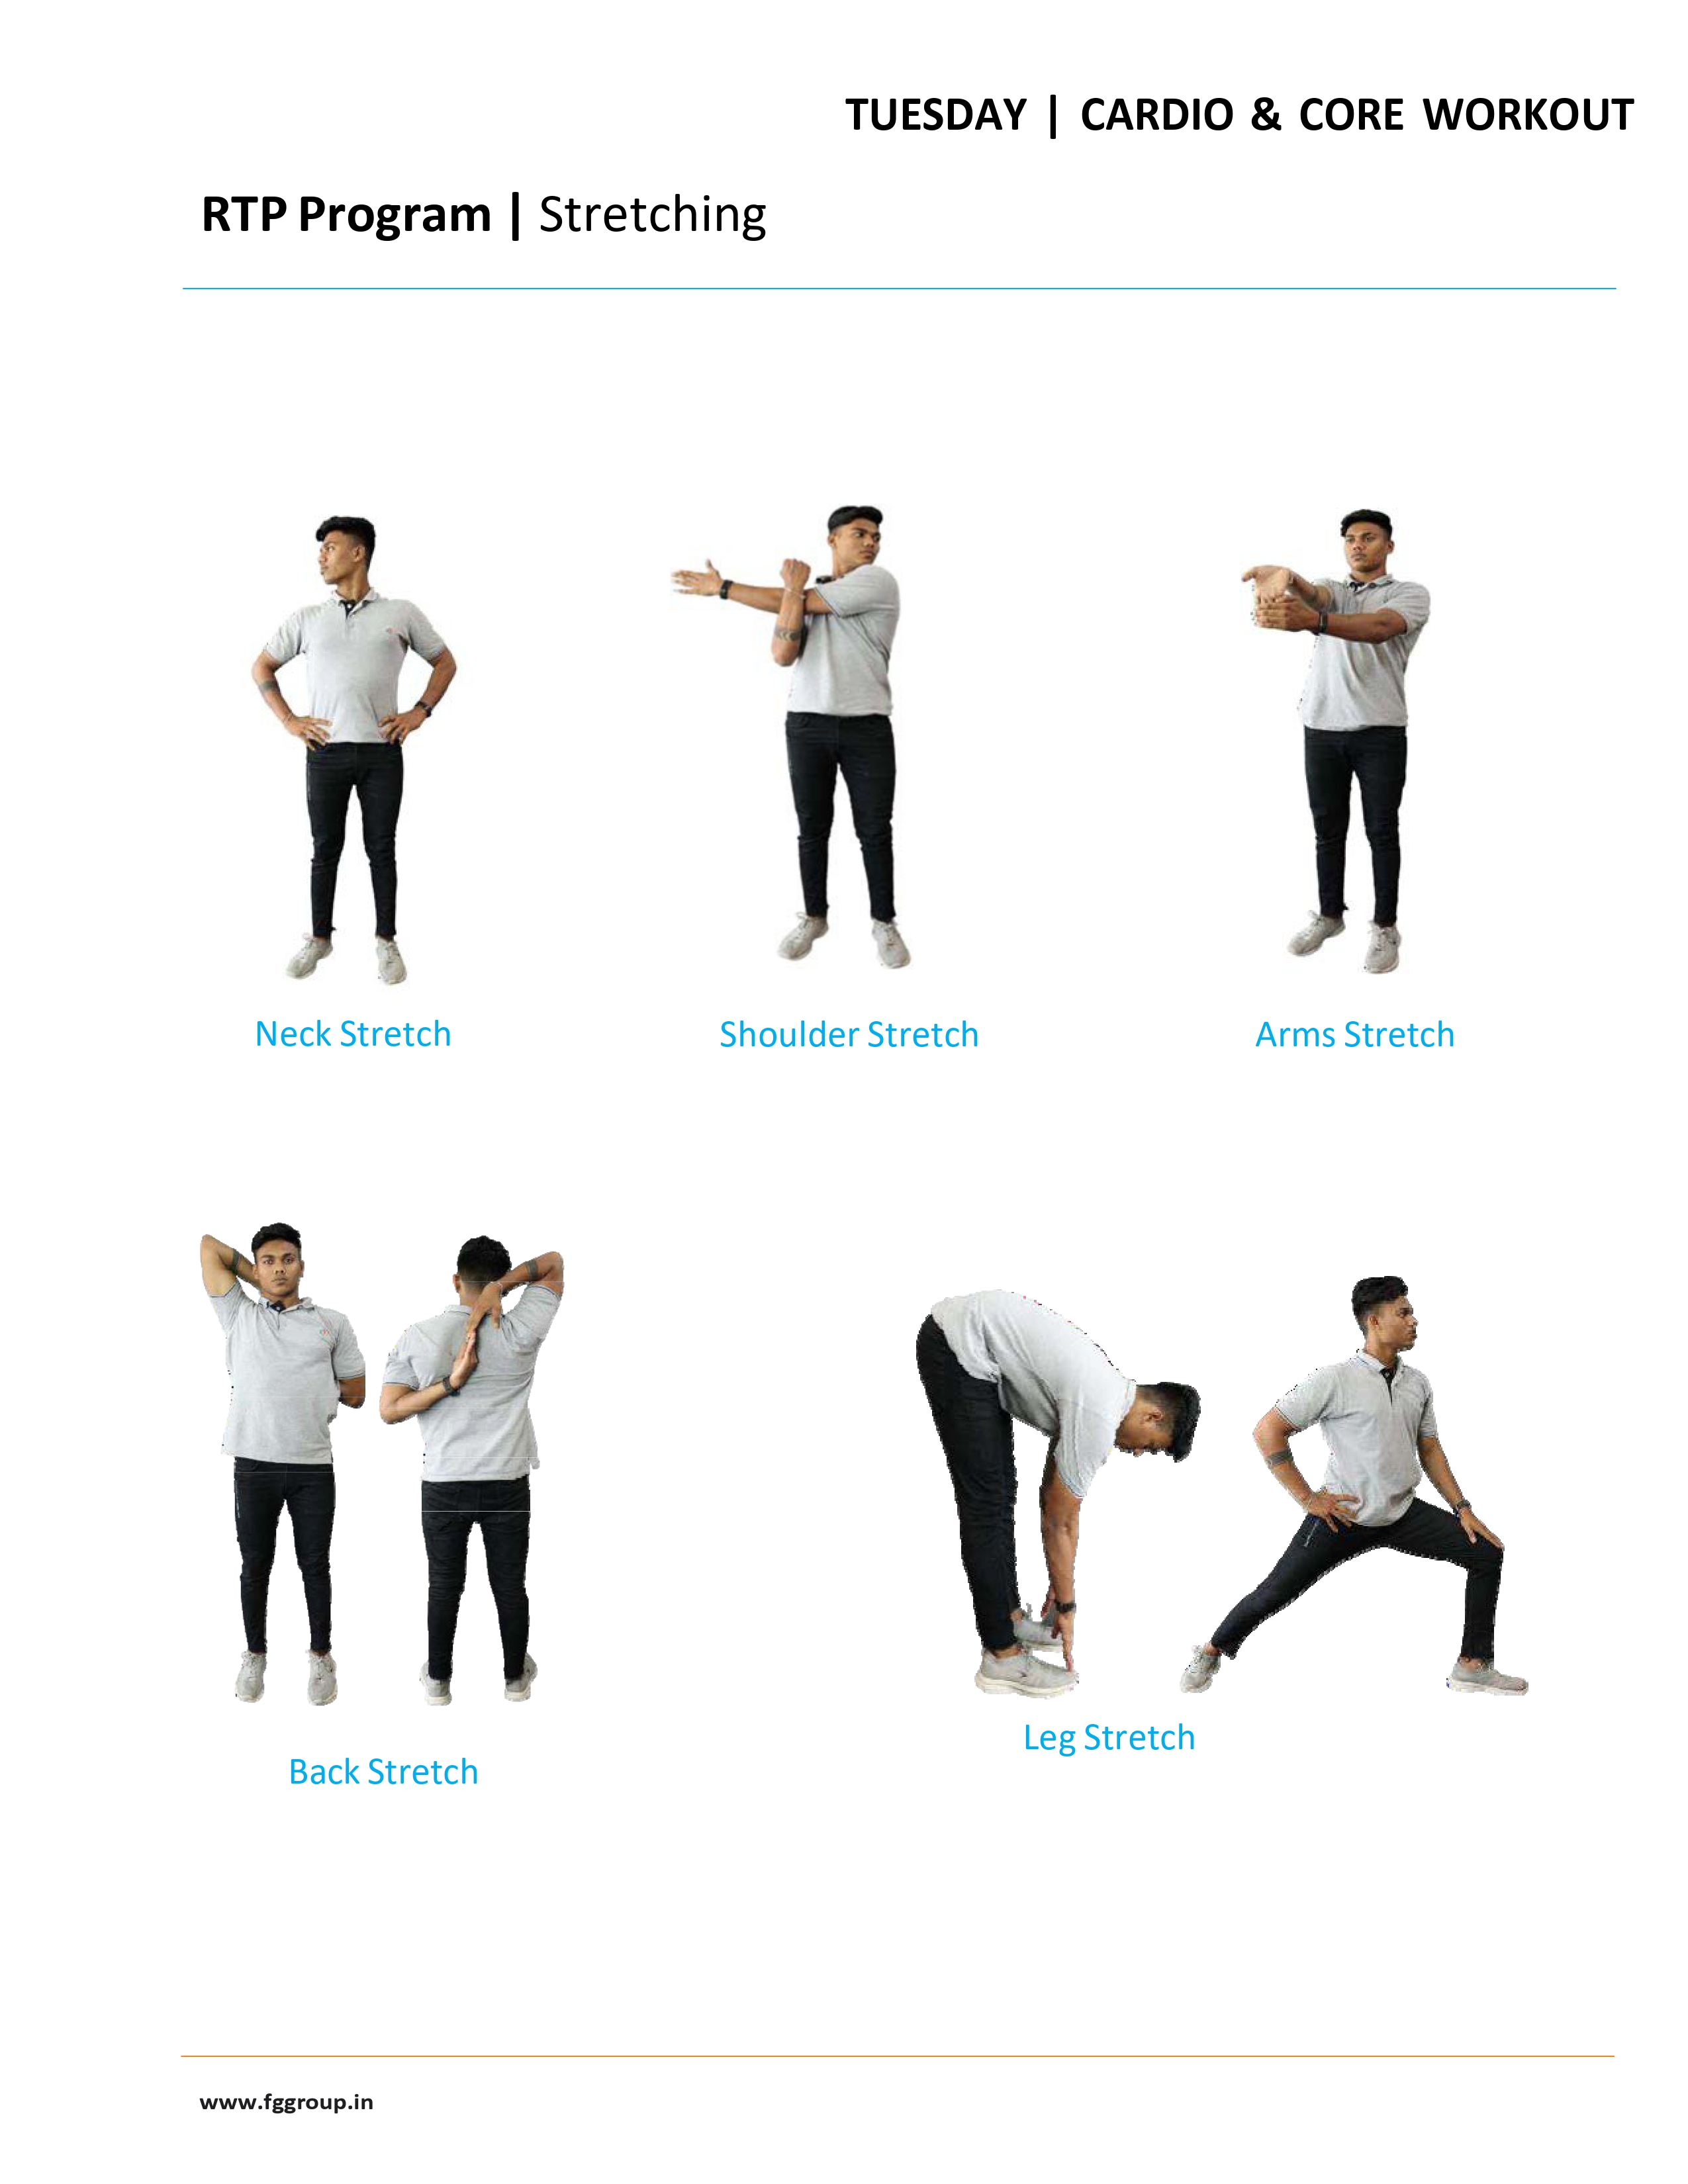 TUESDAY | CARDIO & CORE WORKOUT
RTP Program | Stretching
Neck Stretch
Shoulder Stretch
Arms Stretch
Back Stretch
Leg Stretch
www.fggroup.in